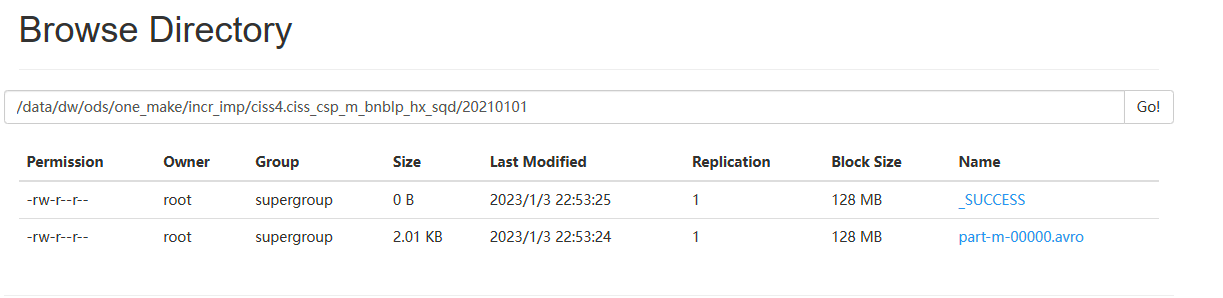 Browse Directory
/data/dw/ods/one_make/incr_imp/ciss4.ciss_csp_m_bnblp_hx_sqd/20210101 Go!
Permission Owner Group Size Last Modified Replication Block Size Name
-rw-r--r-- root supergroup 0 B 2023/1/3 22:53:25 1 128 MB _SUCCESS
-rw-r--r-- root supergroup 2.01 KB 2023/1/3 22:53:24 1 128 MB part-m-00000.avro